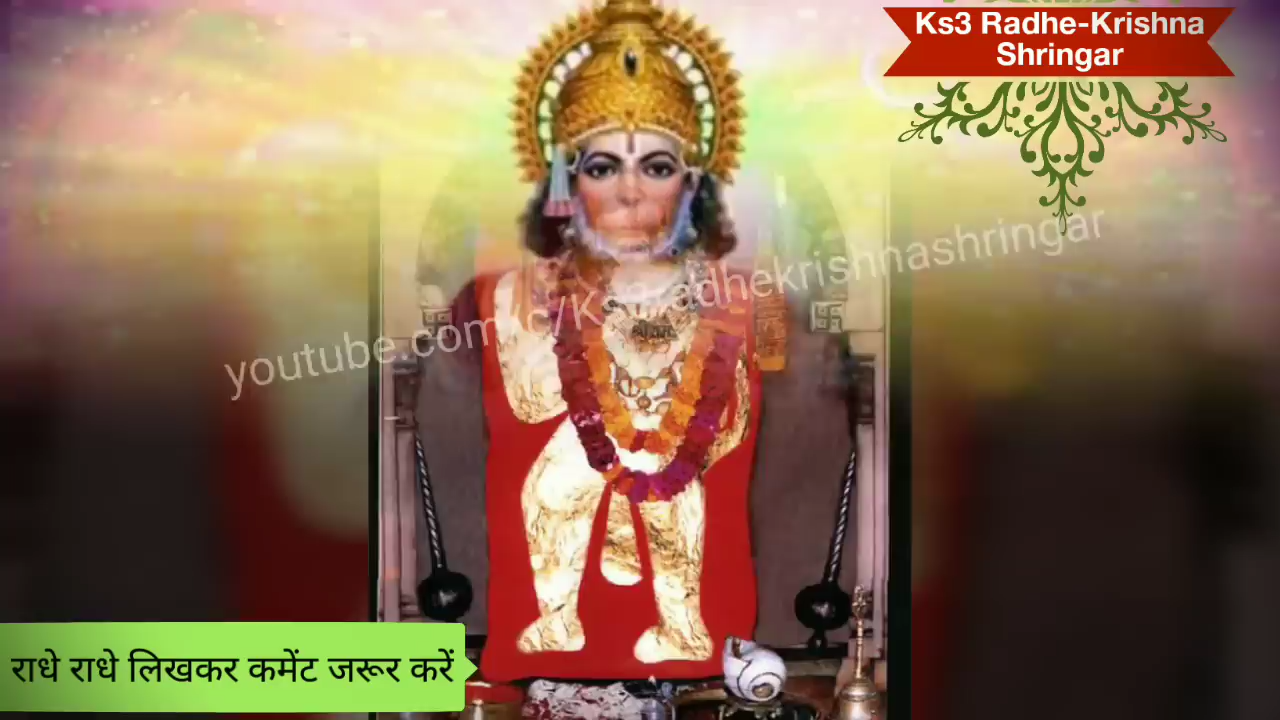 Ks3 Radhe-Krishna
Shringar
राधे राधे लिखकर कमेंट जरूर करें